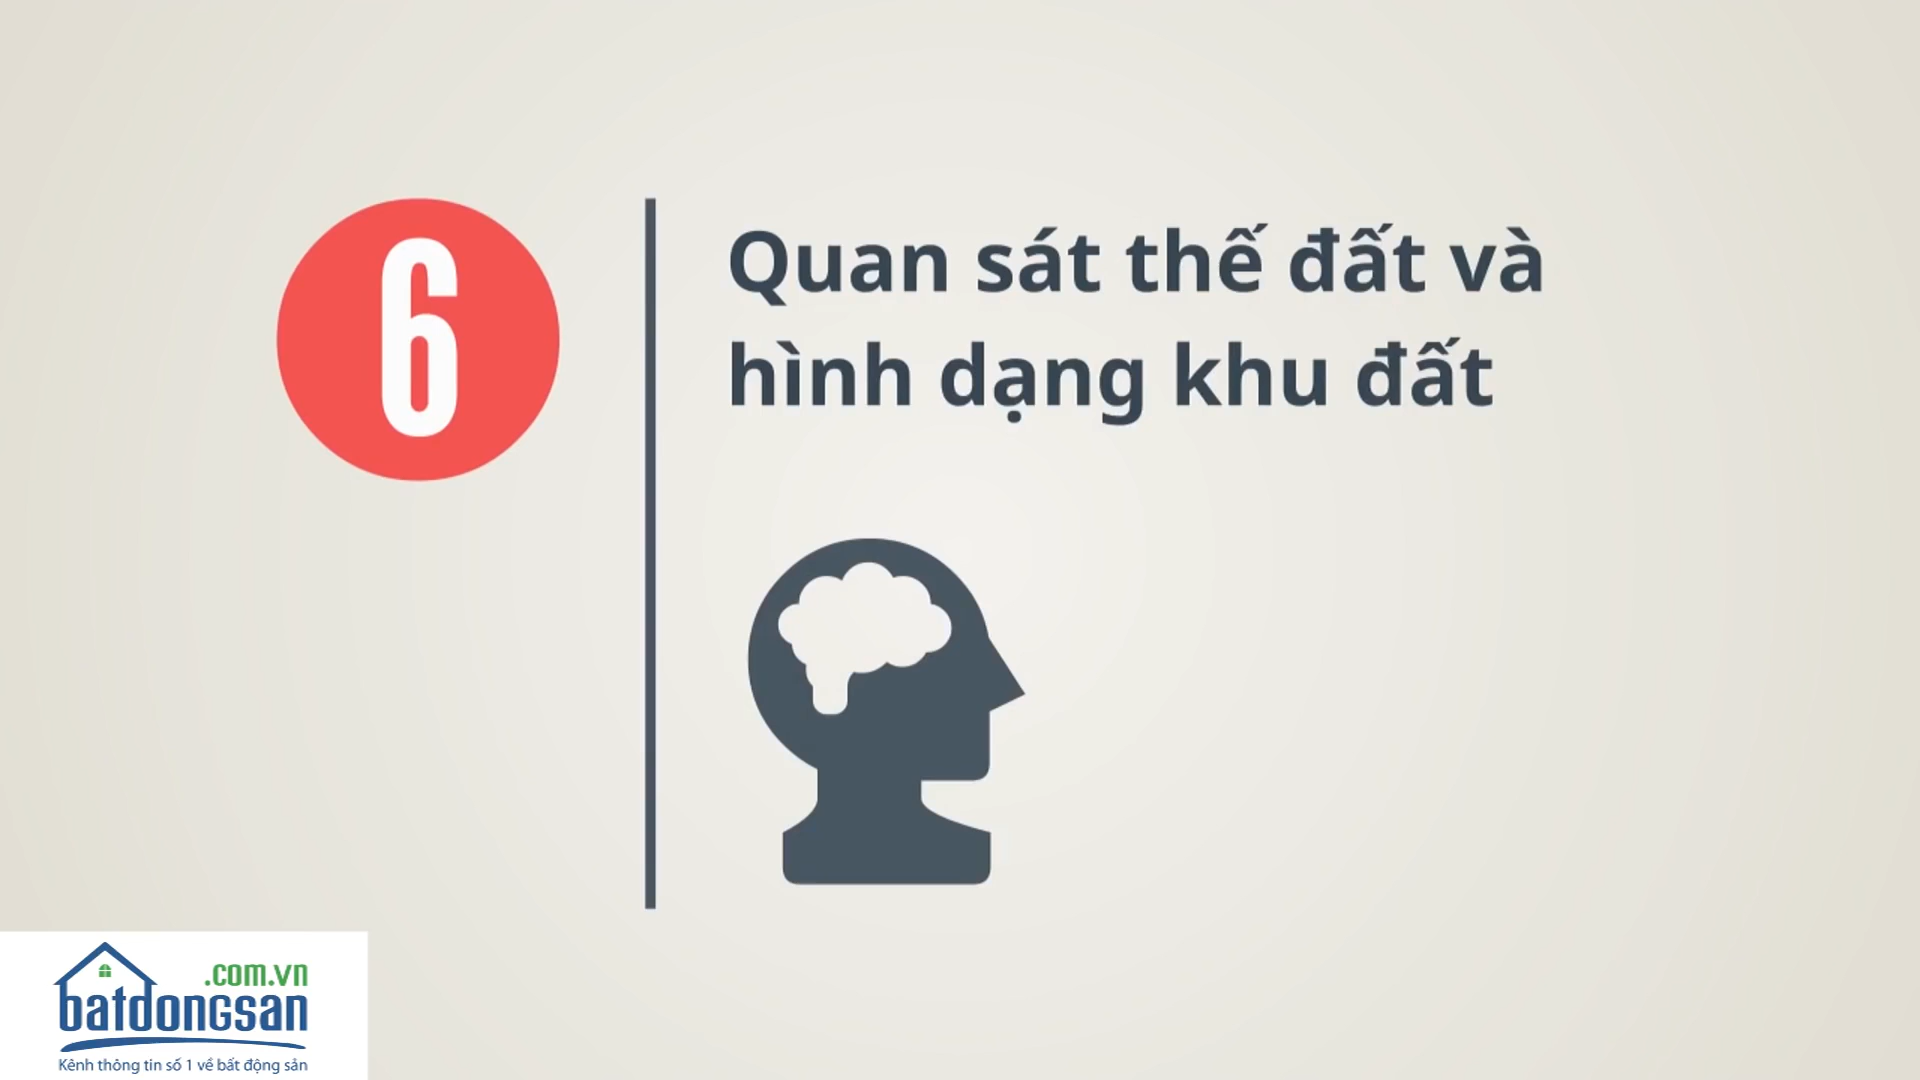 6
Quan sát thế đất và
hình dạng khu đất
.com.vn
batdongsan
Kênh thông tin số 1 về bất động sản